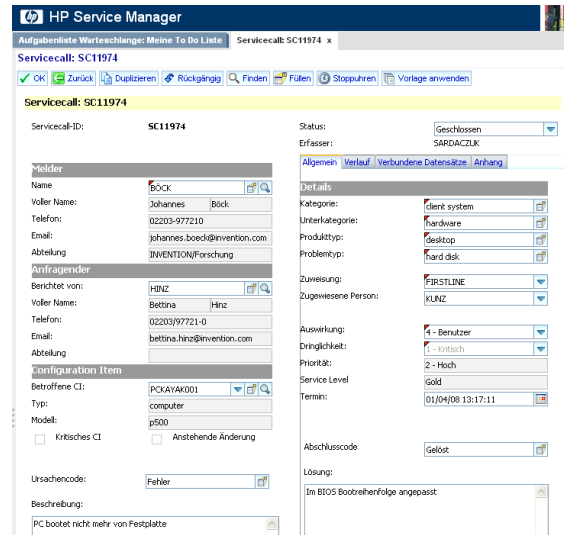 HP Service Manager
Aufgabenliste Warteschlange: Meine To Do Liste
Servicecall: SC11974 x
Servicecall: SC11974
OK Zurück Duplizieren Rückgängig Finden Füllen Stoppuhren Vorlage anwenden
Servicecall: SC11974
Servicecall-ID: SC11974
Melder
Name BÖCK
Voller Name: Johannes Böck
Telefon: 02203-977210
Email: johannes.boeck@invention.com
Abteilung INVENTION/Forschung
Anfragender
Berichtet von: HINZ
Voller Name: Bettina Hinz
Telefon: 02203/97721-0
Email: bettina.hinz@invention.com
Abteilung
Configuration Item
Betroffene CI: PCKAYAK001
Typ: computer
Modell: p500
Kritisches CI Anstehende Änderung
Ursachencode: Fehler
Beschreibung:
PC bootet nicht mehr von Festplatte
Status: Geschlossen
Erfasser: SARDACZUK
Allgemein Verlauf Verbundene Datensätze Anhang
Details
Kategorie: client system
Unterkategorie: hardware
Produkttyp: desktop
Problemtyp: hard disk
Zuweisung: FIRSTLINE
Zugewiesene Person: KUNZ
Auswirkung: 4 - Benutzer
Dringlichkeit: 1 - Kritisch
Priorität: 2 - Hoch
Service Level Gold
Termin: 01/04/08 13:17:11
Abschlusscode Gelöst
Lösung:
Im BIOS Bootreihenfolge angepasst